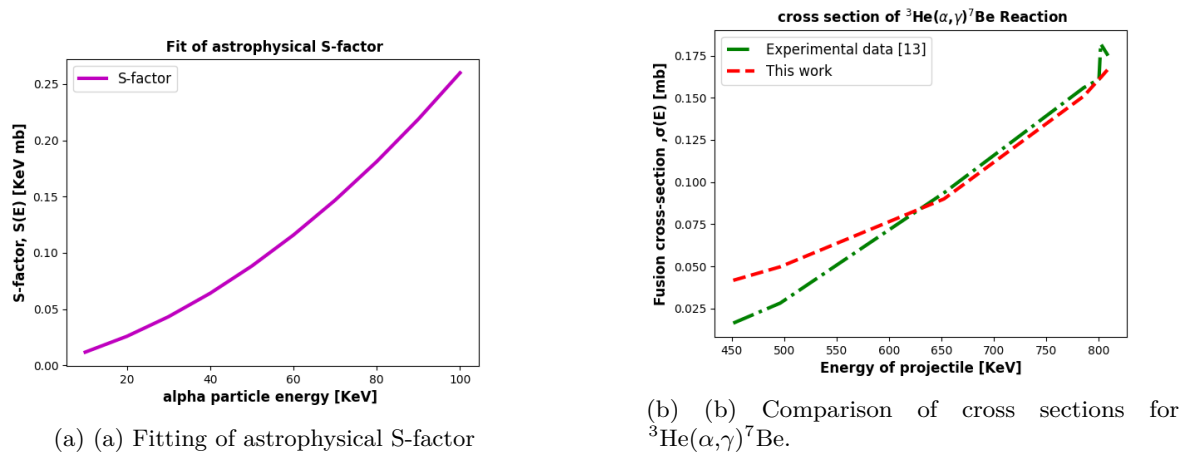 Fit of astrophysical S-factor
S-factor
0.25
0.20
0.15
0.10
0.05
0.00
S-factor, S(E) [KeV mb]
20 40 60 80 100
alpha particle energy [KeV]
(a) (a) Fitting of astrophysical S-factor
cross section of ³He(α,γ)⁷Be Reaction
Experimental data [13]
This work
0.175
0.150
0.125
0.100
0.075
0.050
0.025
Fusion cross-section ,σ(E) [mb]
450 500 550 600 650 700 750 800
Energy of projectile [KeV]
(b) (b) Comparison of cross sections for
³He(α,γ)⁷Be.